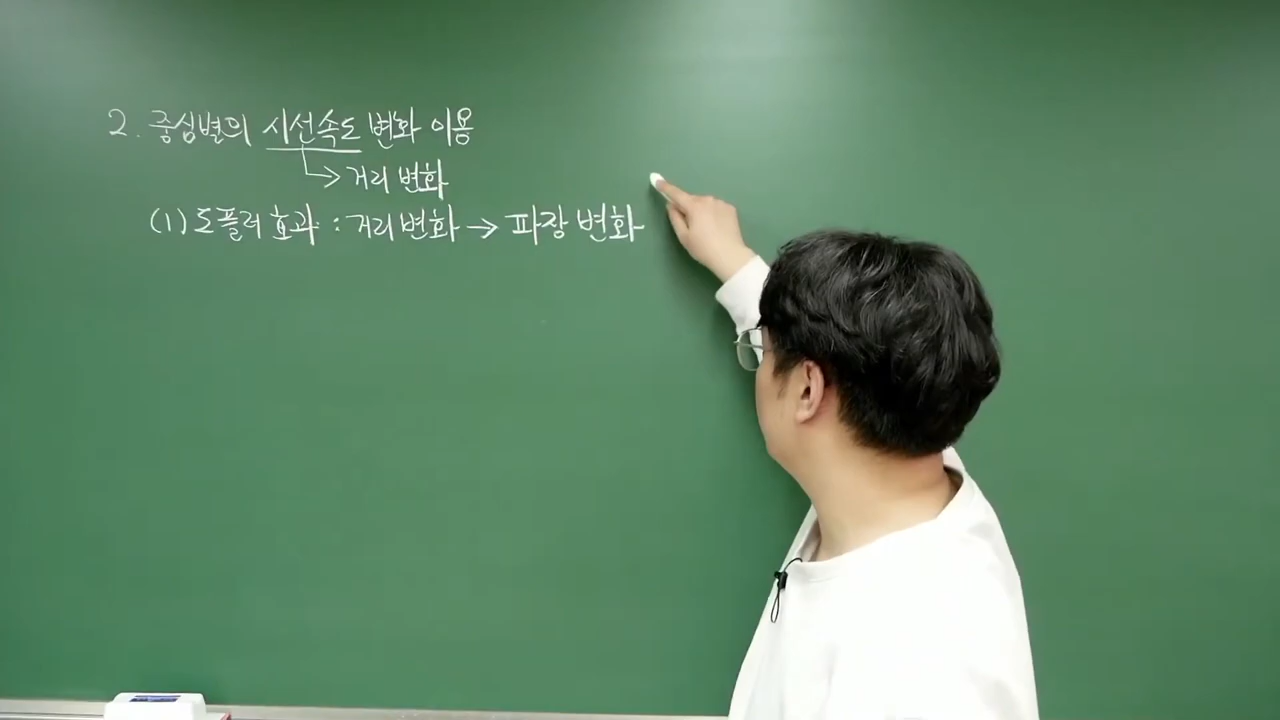 2. 중심별의 시선속도 변화 이용
→ 거리 변화
(1) 도플러 효과 : 거리 변화 → 파장 변화